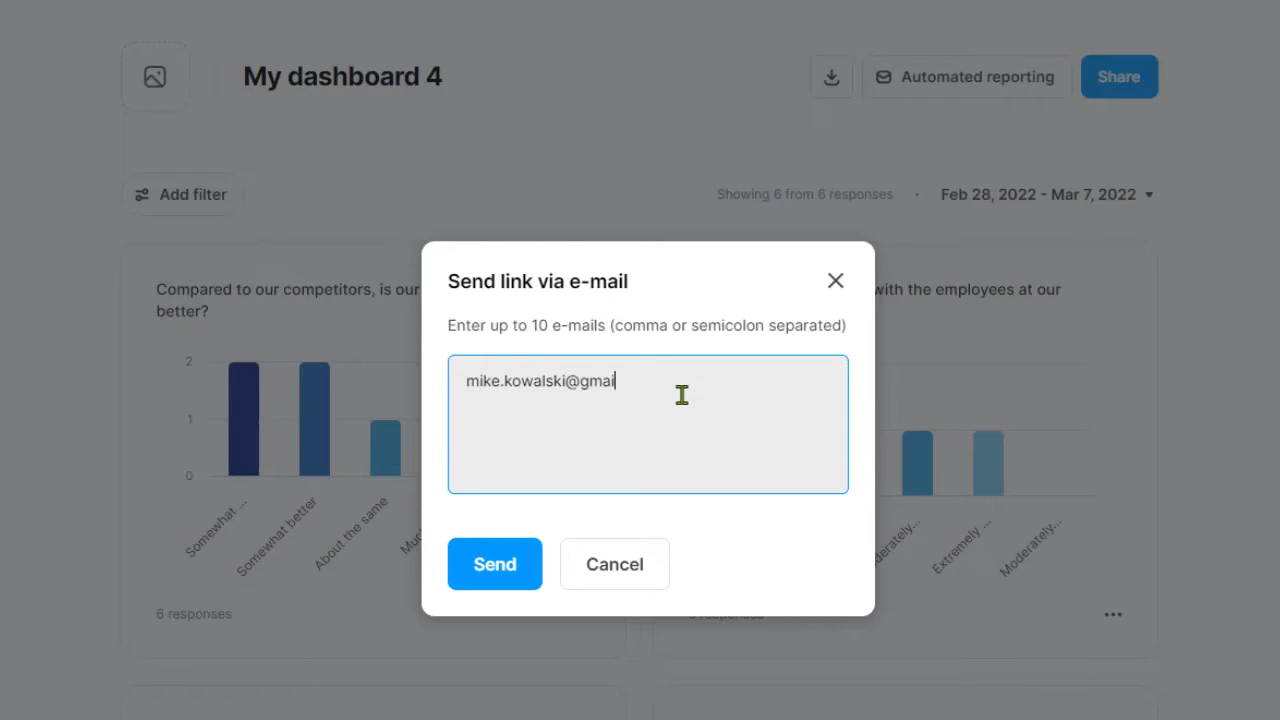 My dashboard 4
Automated reporting
Share
Add filter
Showing 6 from 6 responses
·
Feb 28, 2022 - Mar 7, 2022
Compared to our competitors, is our
better?
2
1
0
Somewhat ...
Somewhat better
About the same
6 responses
Send link via e-mail
Enter up to 10 e-mails (comma or semicolon separated)
mike.kowalski@gmai
Send
Cancel
with the employees at our
Extremely ...
Moderately...
responses